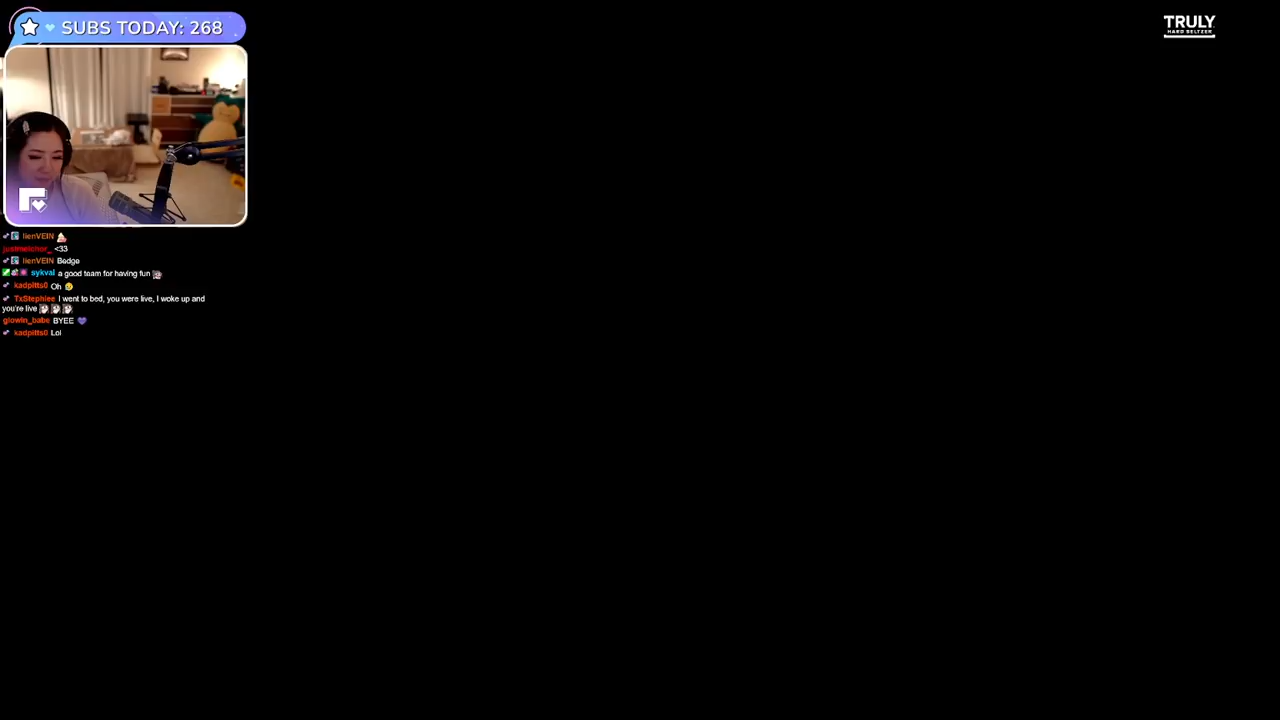 SUBS TODAY: 268
TRULY
HARD SELTZER
lienVEIN
justmelchor_ <33
lienVEIN Bedge
sykval a good team for having fun
kadpitts0 Oh 🤣
TxStephiee I went to bed, you were live, I woke up and
you're live
glowin_babe BYEE 💜
kadpitts0 Lol